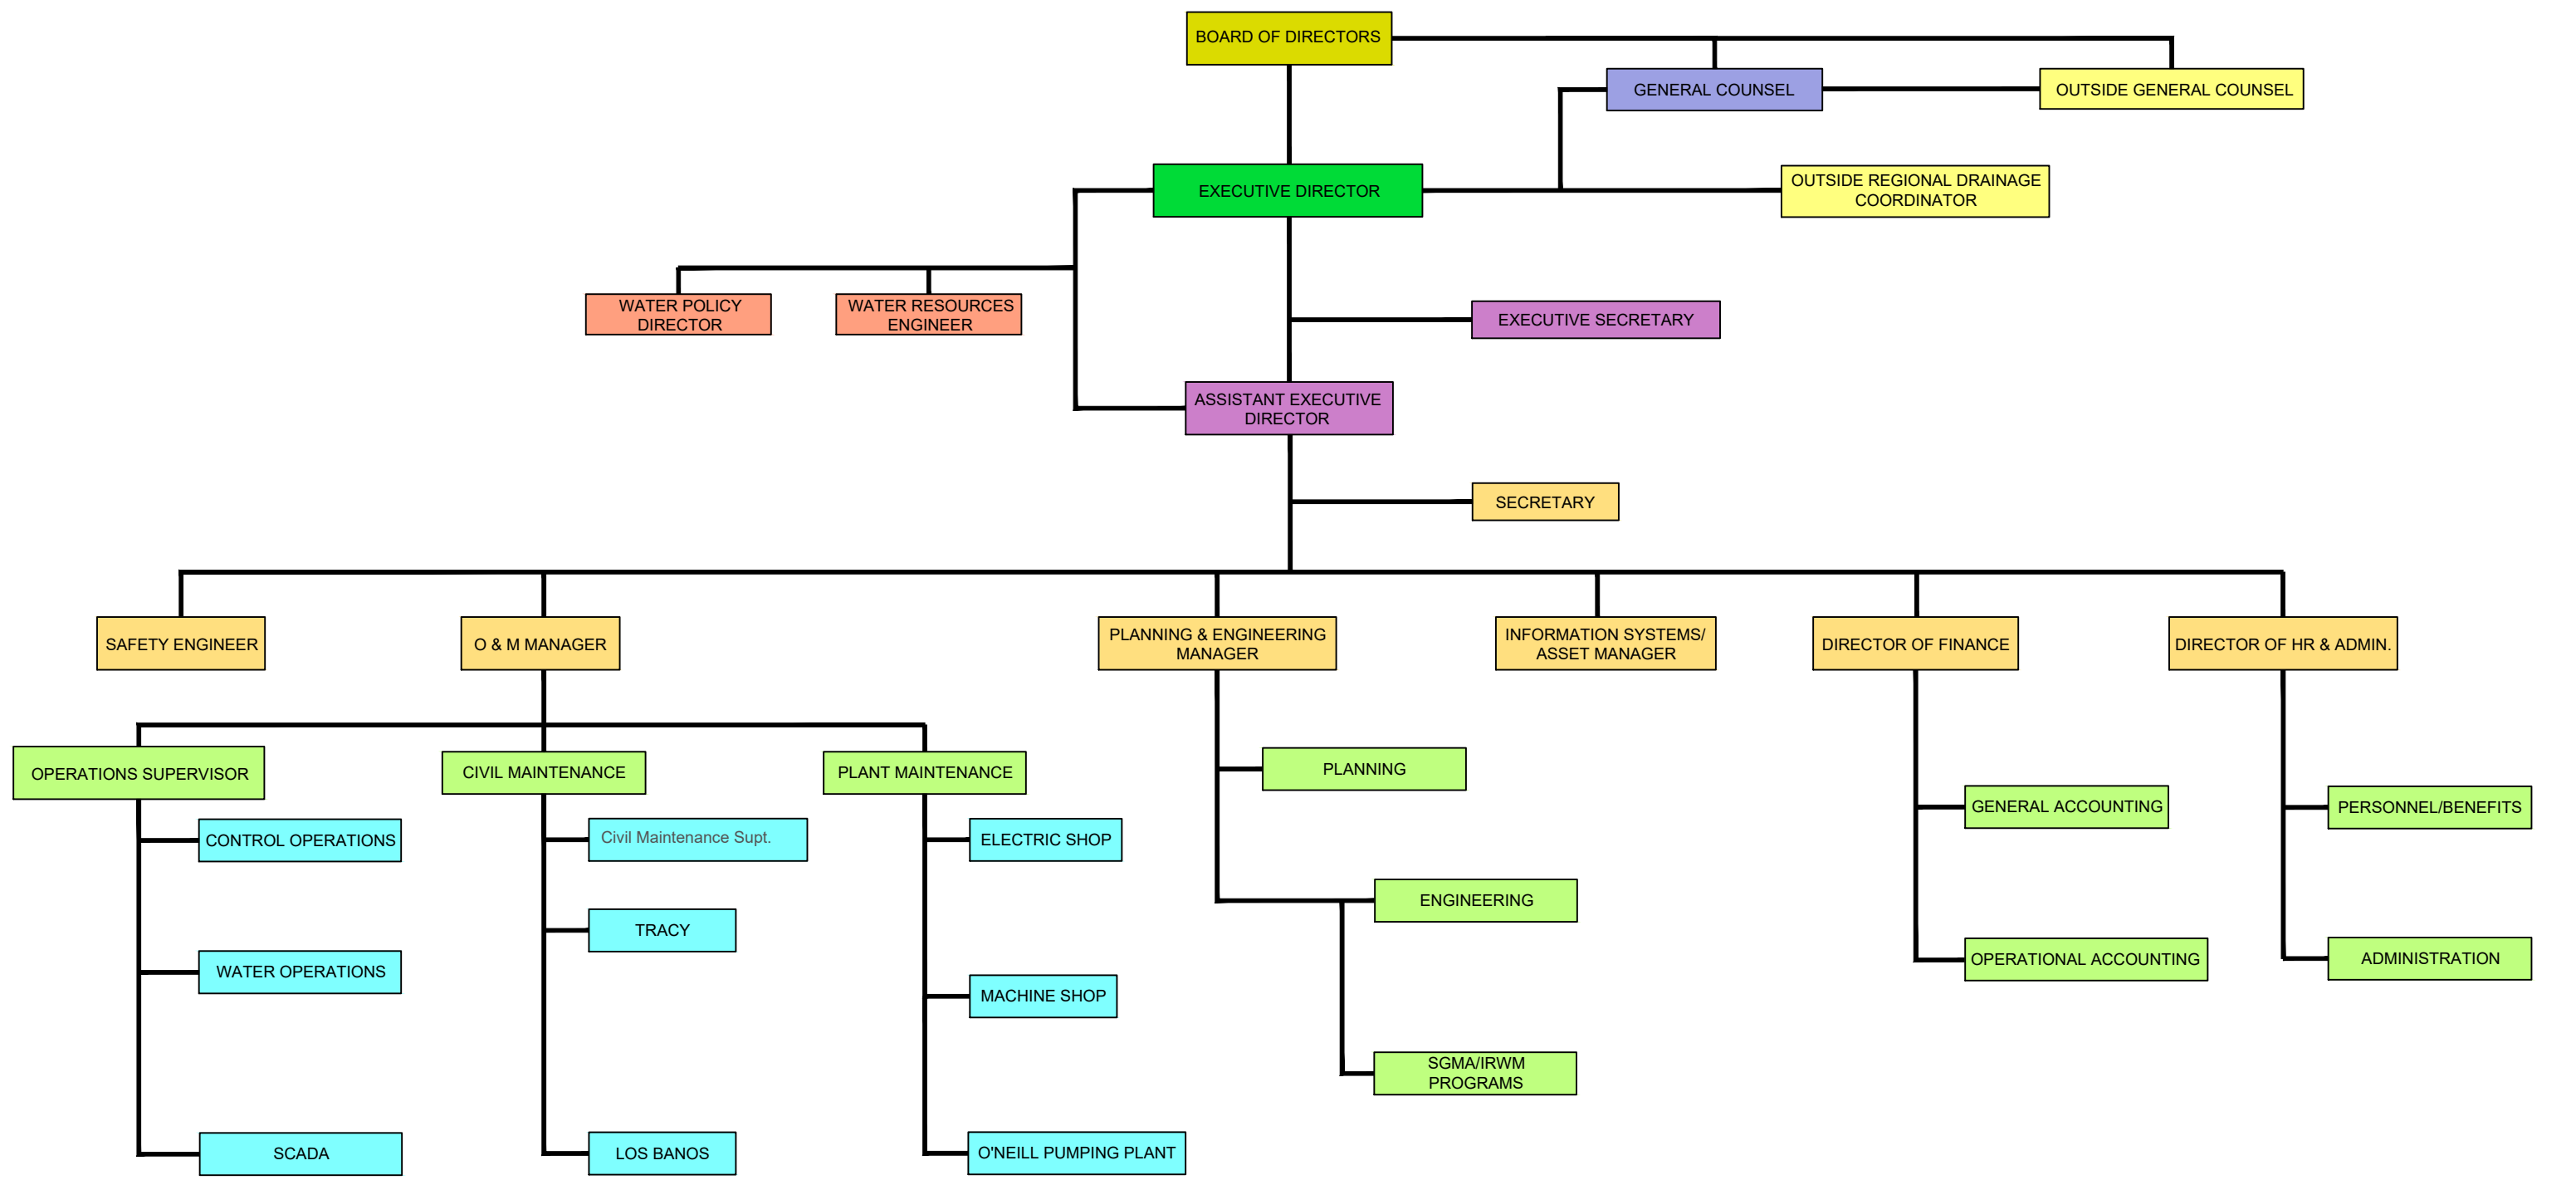 BOARD OF DIRECTORS
GENERAL COUNSEL
OUTSIDE GENERAL COUNSEL
EXECUTIVE DIRECTOR
OUTSIDE REGIONAL DRAINAGE
COORDINATOR
WATER POLICY
DIRECTOR
WATER RESOURCES
ENGINEER
EXECUTIVE SECRETARY
ASSISTANT EXECUTIVE
DIRECTOR
SECRETARY
SAFETY ENGINEER
O & M MANAGER
PLANNING & ENGINEERING
MANAGER
INFORMATION SYSTEMS/
ASSET MANAGER
DIRECTOR OF FINANCE
DIRECTOR OF HR & ADMIN.
OPERATIONS SUPERVISOR
CIVIL MAINTENANCE
PLANT MAINTENANCE
PLANNING
GENERAL ACCOUNTING
PERSONNEL/BENEFITS
CONTROL OPERATIONS
Civil Maintenance Supt.
ELECTRIC SHOP
ENGINEERING
TRACY
WATER OPERATIONS
MACHINE SHOP
OPERATIONAL ACCOUNTING
ADMINISTRATION
SGMA/IRWM
PROGRAMS
SCADA
LOS BANOS
O'NEILL PUMPING PLANT